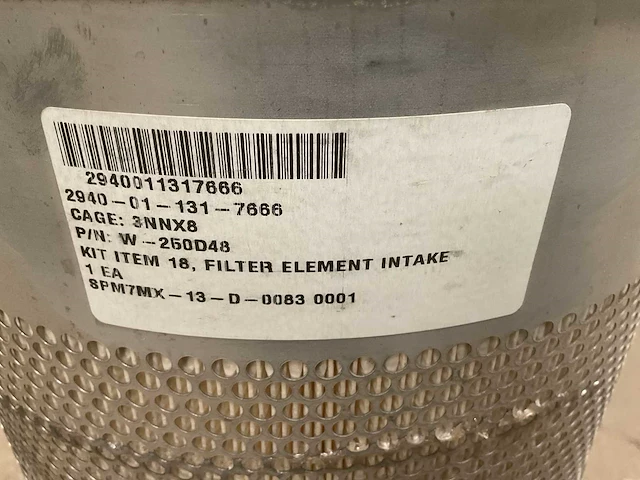 2940011317666
2940-01-131-7666
CAGE: 3NNX8
P/N: W-250D48
KIT ITEM 18, FILTER ELEMENT INTAKE
1 EA
SPM7MX-13-D-0083 0001